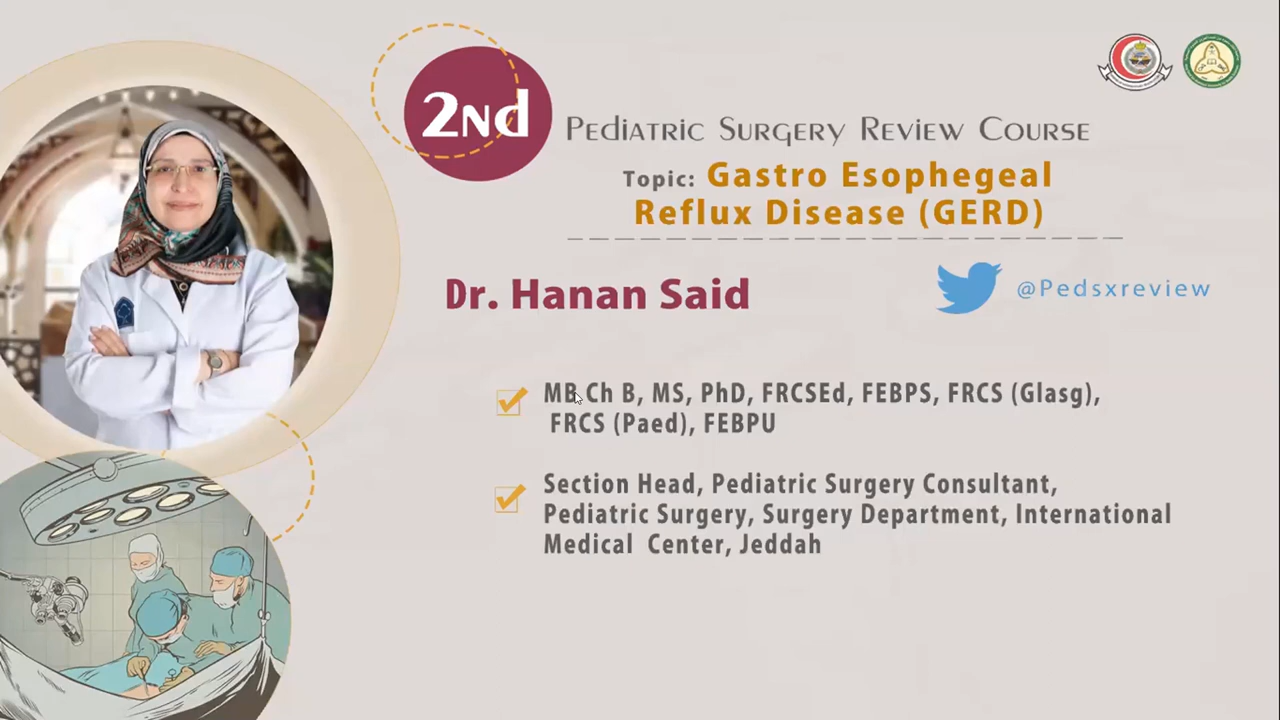 2Nd
Pediatric Surgery Review Course
Topic: Gastro Esophegeal
Reflux Disease (GERD)
Dr. Hanan Said
@Pedsxreview
MB Ch B, MS, PhD, FRCSEd, FEBPS, FRCS (Glasg),
FRCS (Paed), FEBPU
Section Head, Pediatric Surgery Consultant,
Pediatric Surgery, Surgery Department, International
Medical Center, Jeddah